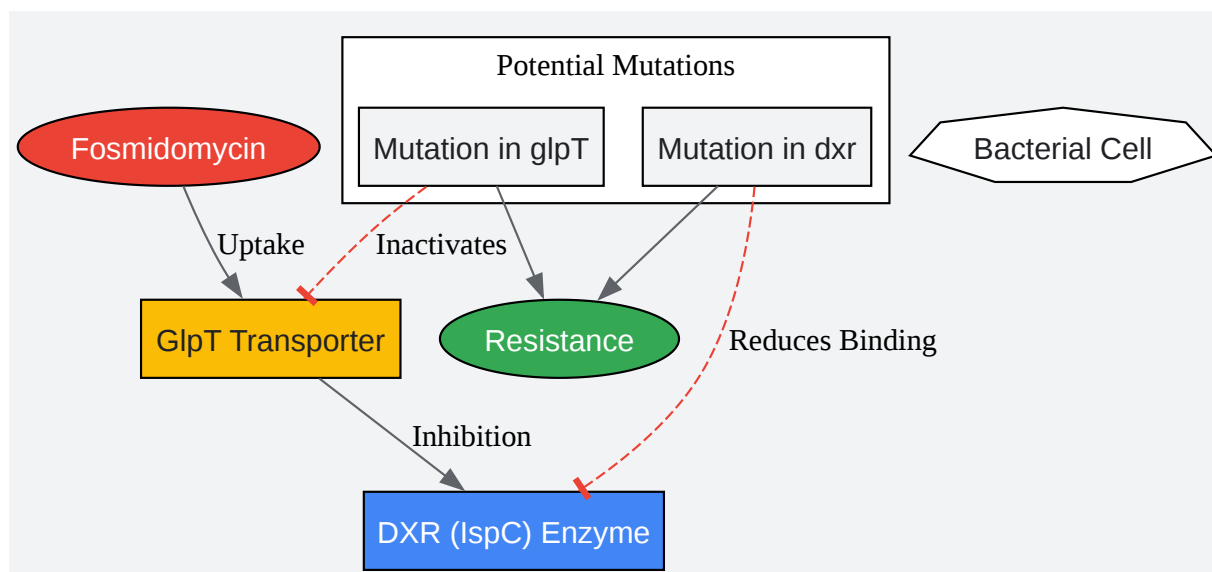 Potential Mutations
Fosmidomycin
Mutation in glpT
Mutation in dxr
Bacterial Cell
Uptake
Inactivates
GlpT Transporter
Resistance
Reduces Binding
Inhibition
DXR (IspC) Enzyme